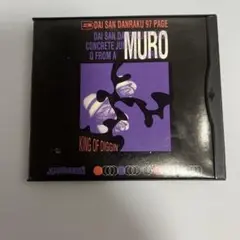 DAI SAN DANRAKU 57 PAGE
DAI SAN DA
CONCRETE JU
Q FROM A
MURO
KING OF DIGGIN'